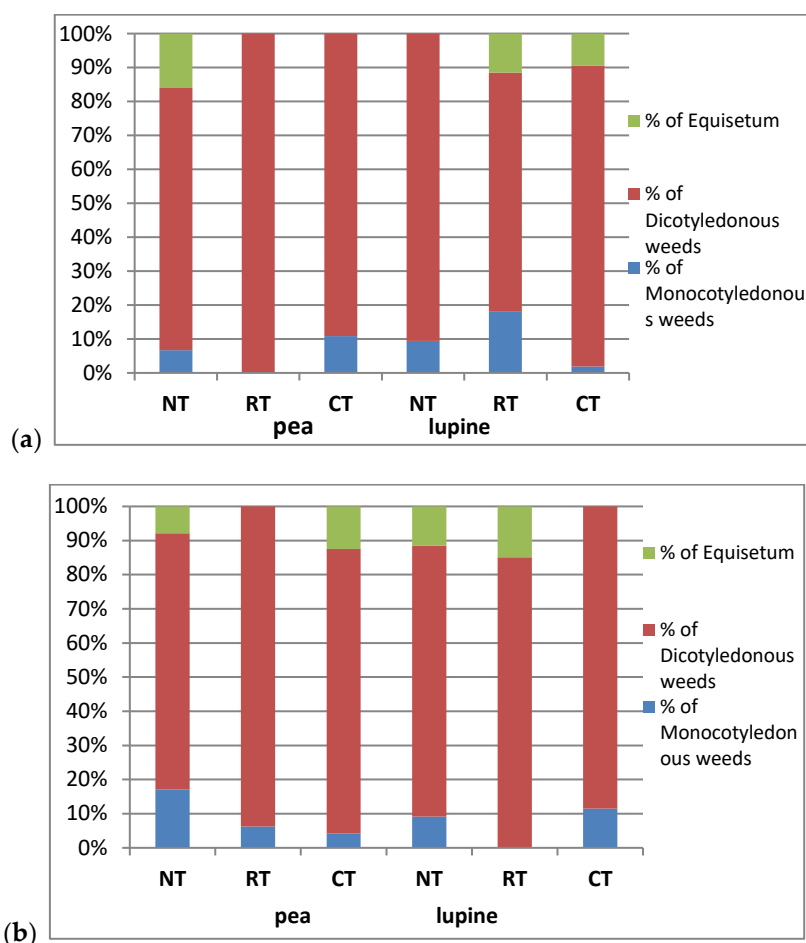 100%
90%
80%
70%
60%
50%
40%
30%
20%
10%
0%
NT RT CT NT RT CT
pea lupine
% of Equisetum
% of
Dicotyledonous
weeds
% of
Monocotyledonou
s weeds
(a)
100%
90%
80%
70%
60%
50%
40%
30%
20%
10%
0%
NT RT CT NT RT CT
pea lupine
% of Equisetum
% of
Dicotyledonous
weeds
% of
Monocotyledon
ous weeds
(b)